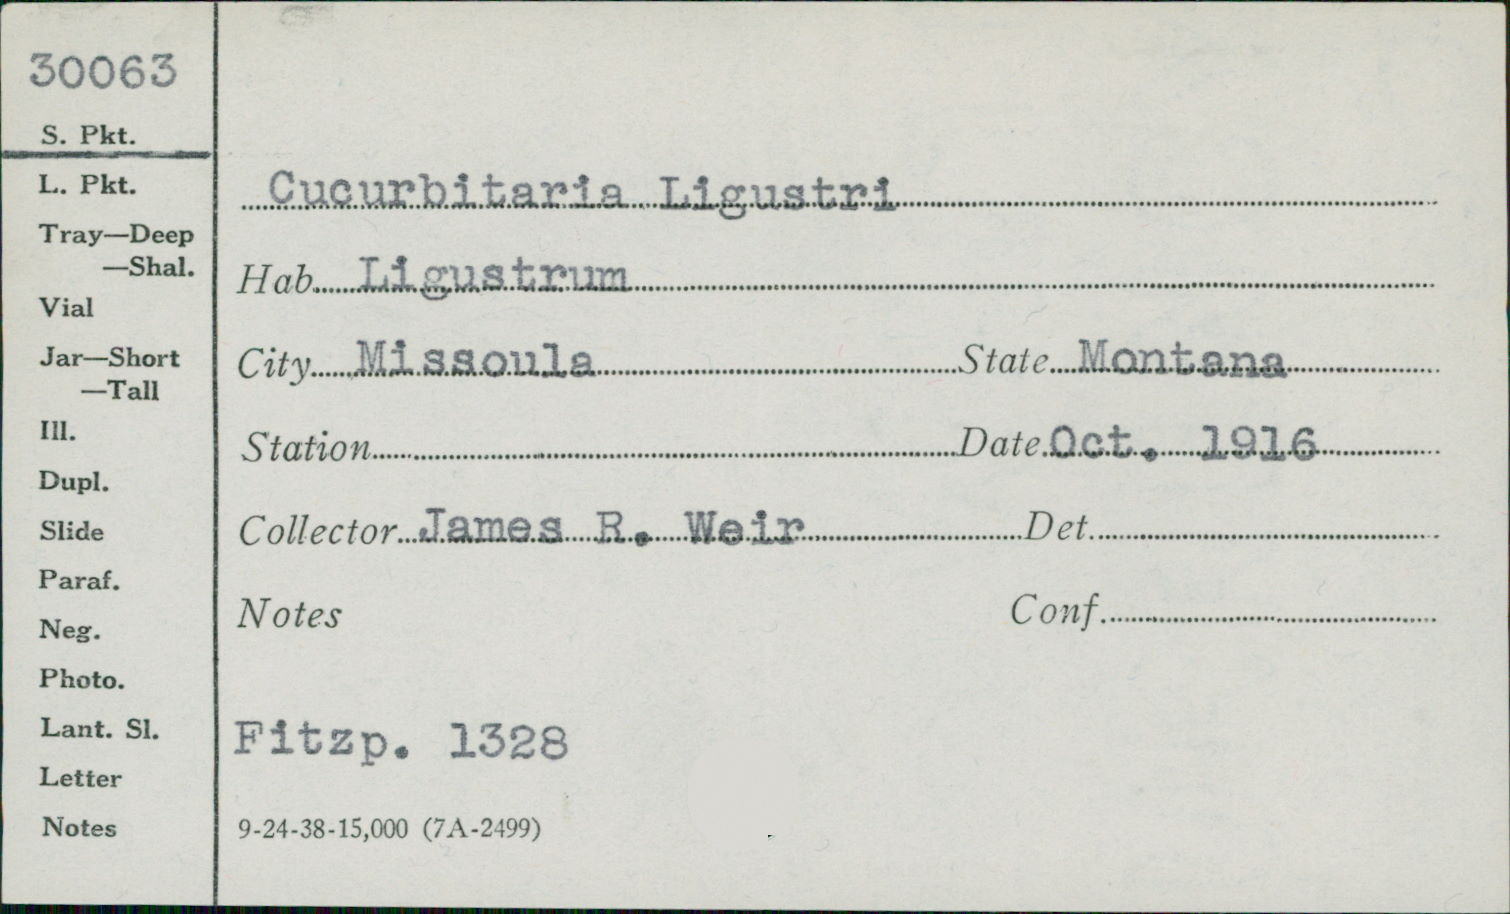 30063
S. Pkt.
L. Pkt.
Tray—Deep
—Shal.
Vial
Jar—Short
—Tall
Ill.
Dupl.
Slide
Paraf.
Neg.
Photo.
Lant. Sl.
Letter
Notes
Cucurbitaria Ligustri
Hab. Ligustrum
City Missoula State Montana
Station Date Oct. 1916
Collector James R. Weir Det.
Notes Conf.
Fitzp. 1328
9-24-38-15,000 (7A-2499)